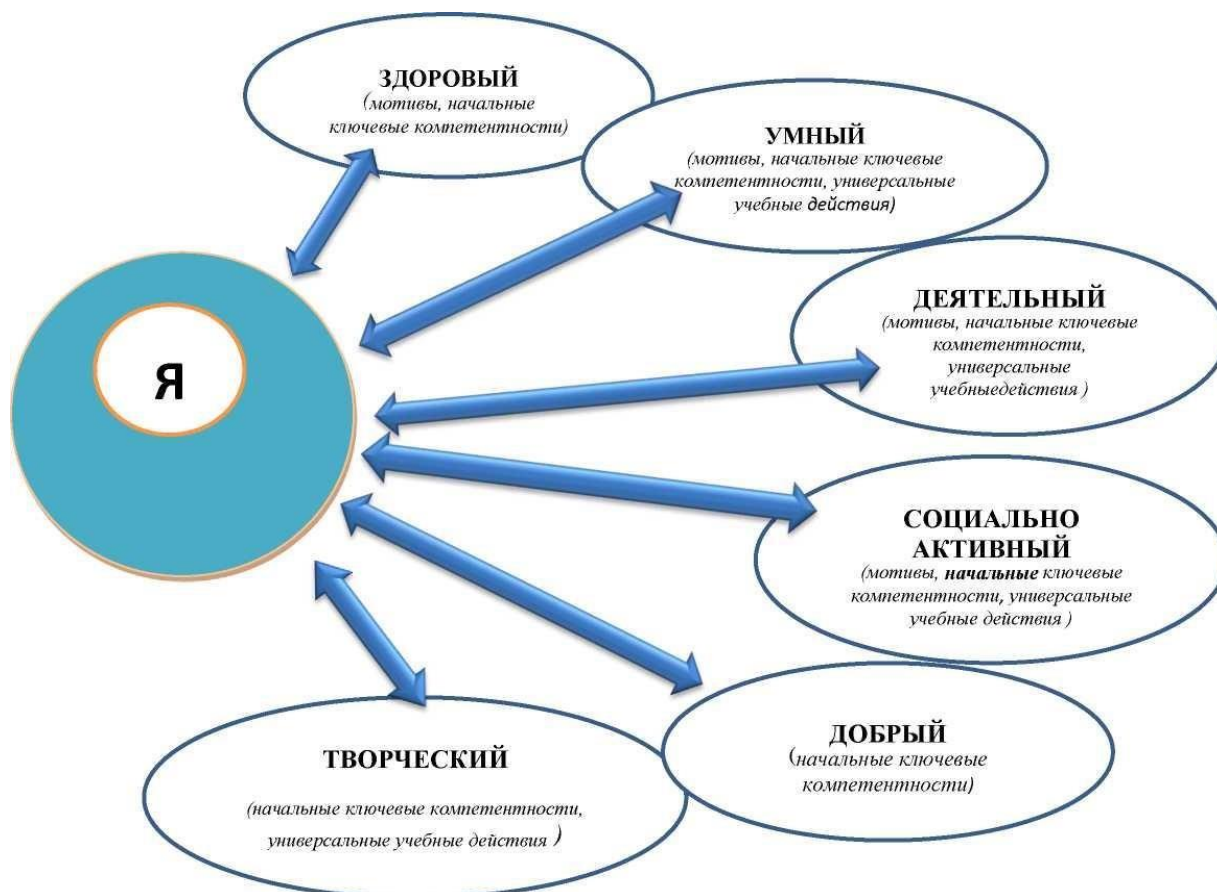 ЗДОРОВЫЙ
(мотивы, начальные
ключевые компетентности)
УМНЫЙ
(мотивы, начальные ключевые
компетентности, универсальные
учебные действия)
ДЕЯТЕЛЬНЫЙ
(мотивы, начальные ключевые
компетентности,
универсальные
учебныедействия )
Я
СОЦИАЛЬНО
АКТИВНЫЙ
(мотивы, начальные ключевые
компетентности, универсальные
учебные действия )
ДОБРЫЙ
(начальные ключевые
компетентности)
ТВОРЧЕСКИЙ
(начальные ключевые компетентности,
универсальные учебные действия )